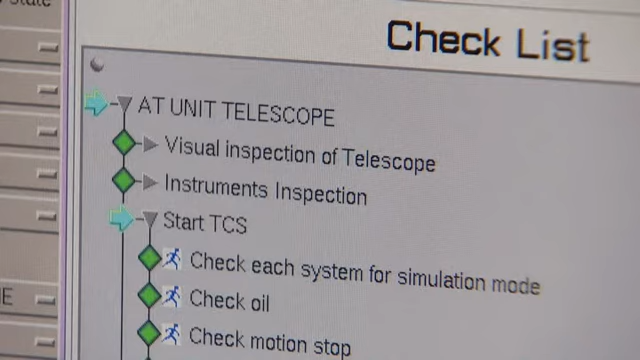 Check List
AT UNIT TELESCOPE
Visual inspection of Telescope
Instruments Inspection
Start TCS
Check each system for simulation mode
Check oil
Check motion stop